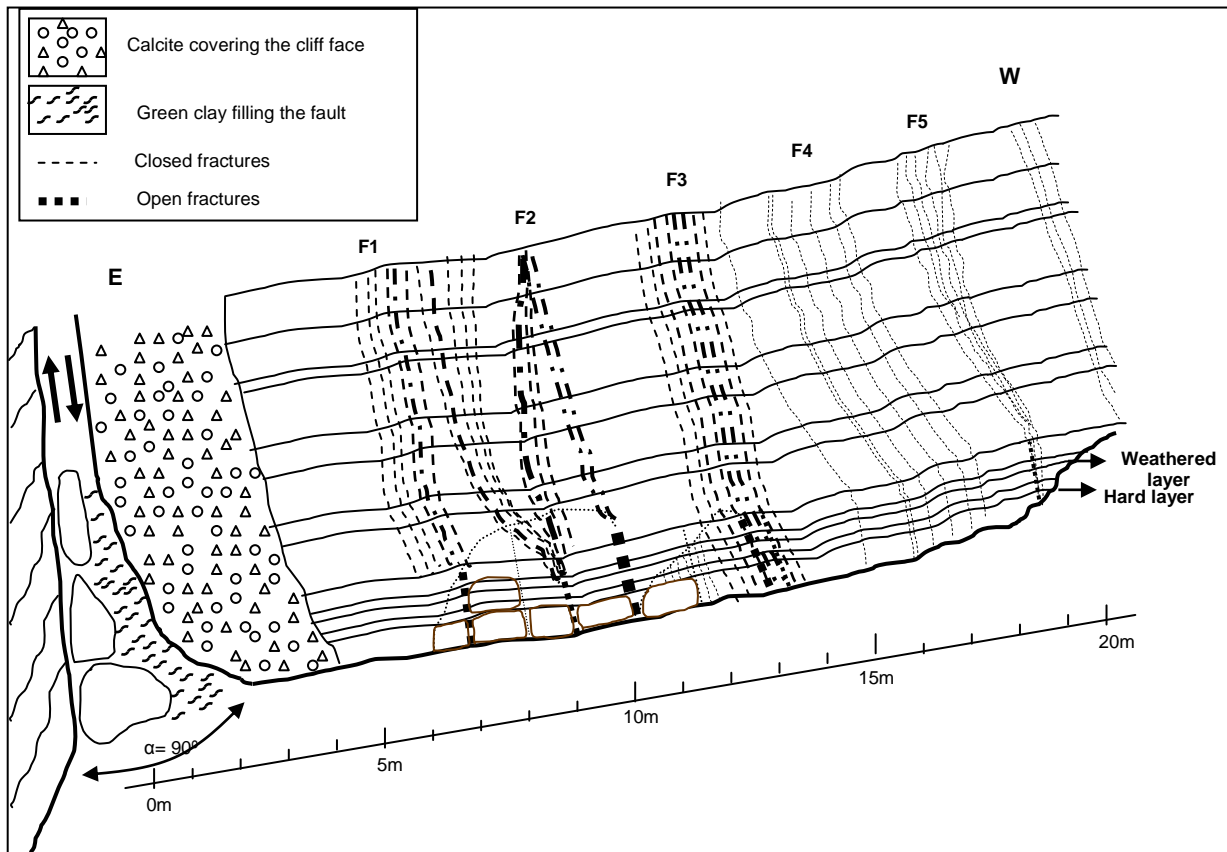 Calcite covering the cliff face
Green clay filling the fault
Closed fractures
Open fractures
W
F5
F4
F3
F2
F1
E
Weathered
layer
Hard layer
20m
15m
10m
5m
α= 90º
0m